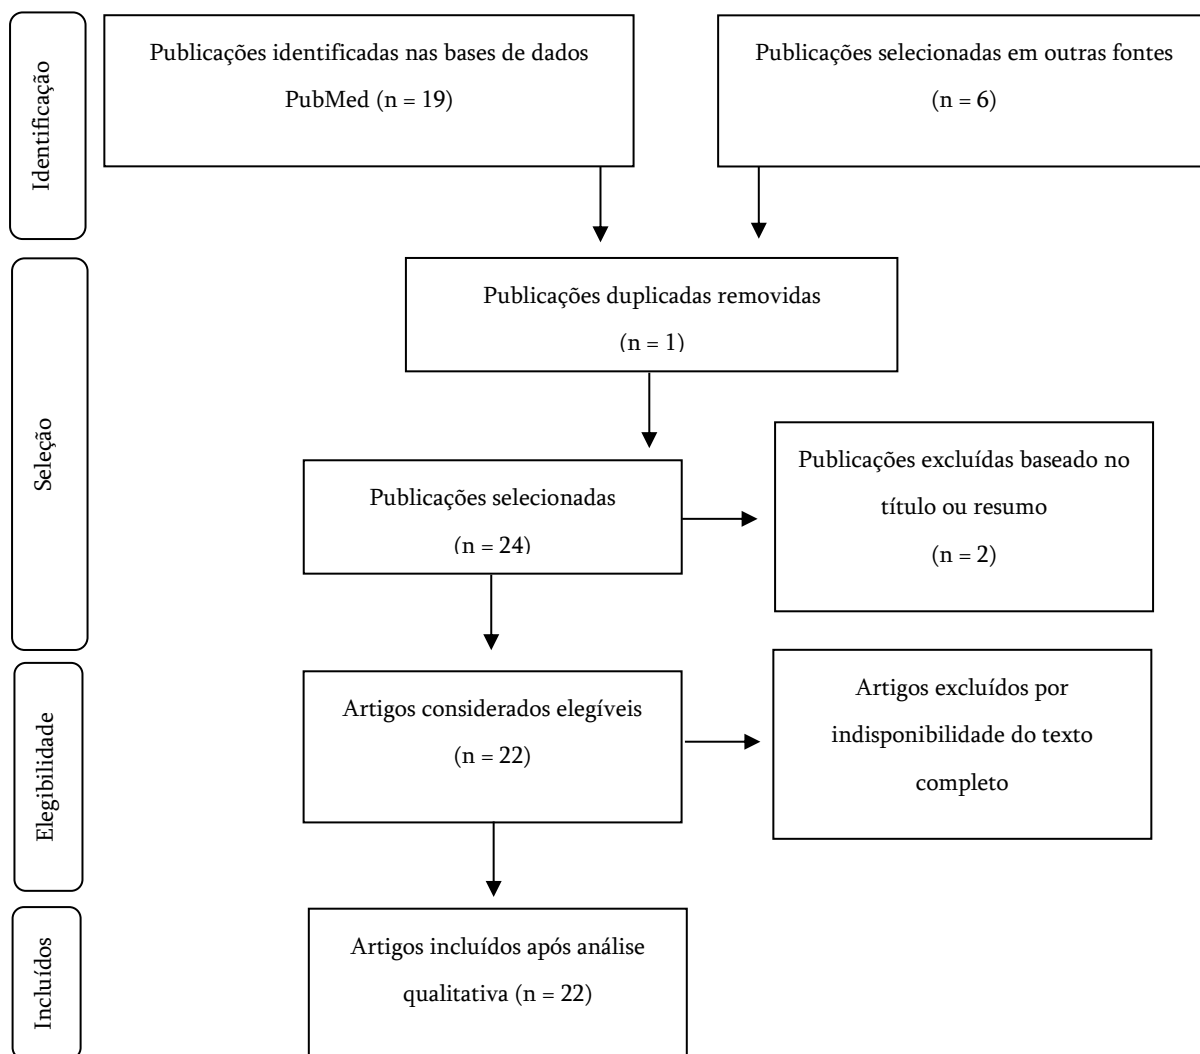 Identificação
Publicações identificadas nas bases de dados
PubMed (n = 19)
Publicações selecionadas em outras fontes
(n = 6)
Seleção
Publicações duplicadas removidas
(n = 1)
Publicações selecionadas
(n = 24)
Publicações excluídas baseado no
título ou resumo
(n = 2)
Elegibilidade
Artigos considerados elegíveis
(n = 22)
Artigos excluídos por
indisponibilidade do texto
completo
Incluídos
Artigos incluídos após análise
qualitativa (n = 22)